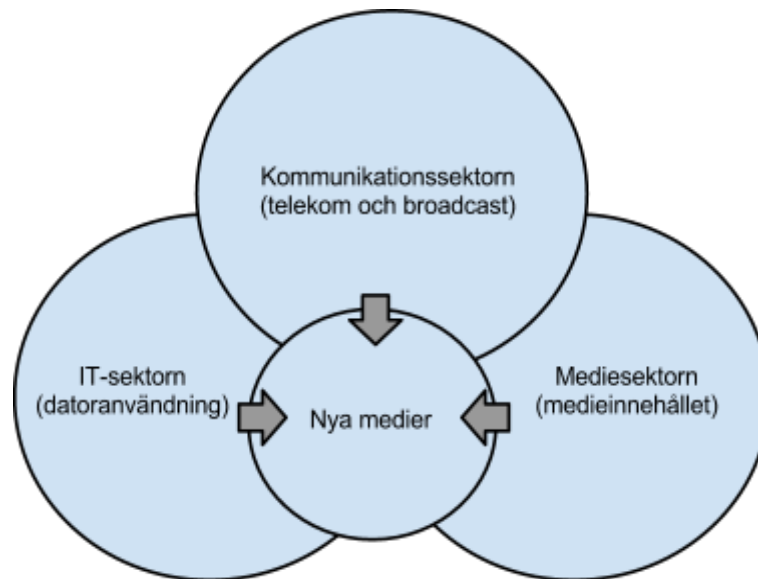 Kommunikationssektorn
(telekom och broadcast)
IT-sektorn
(datoranvändning)
Mediesektorn
(medieinnehållet)
Nya medier